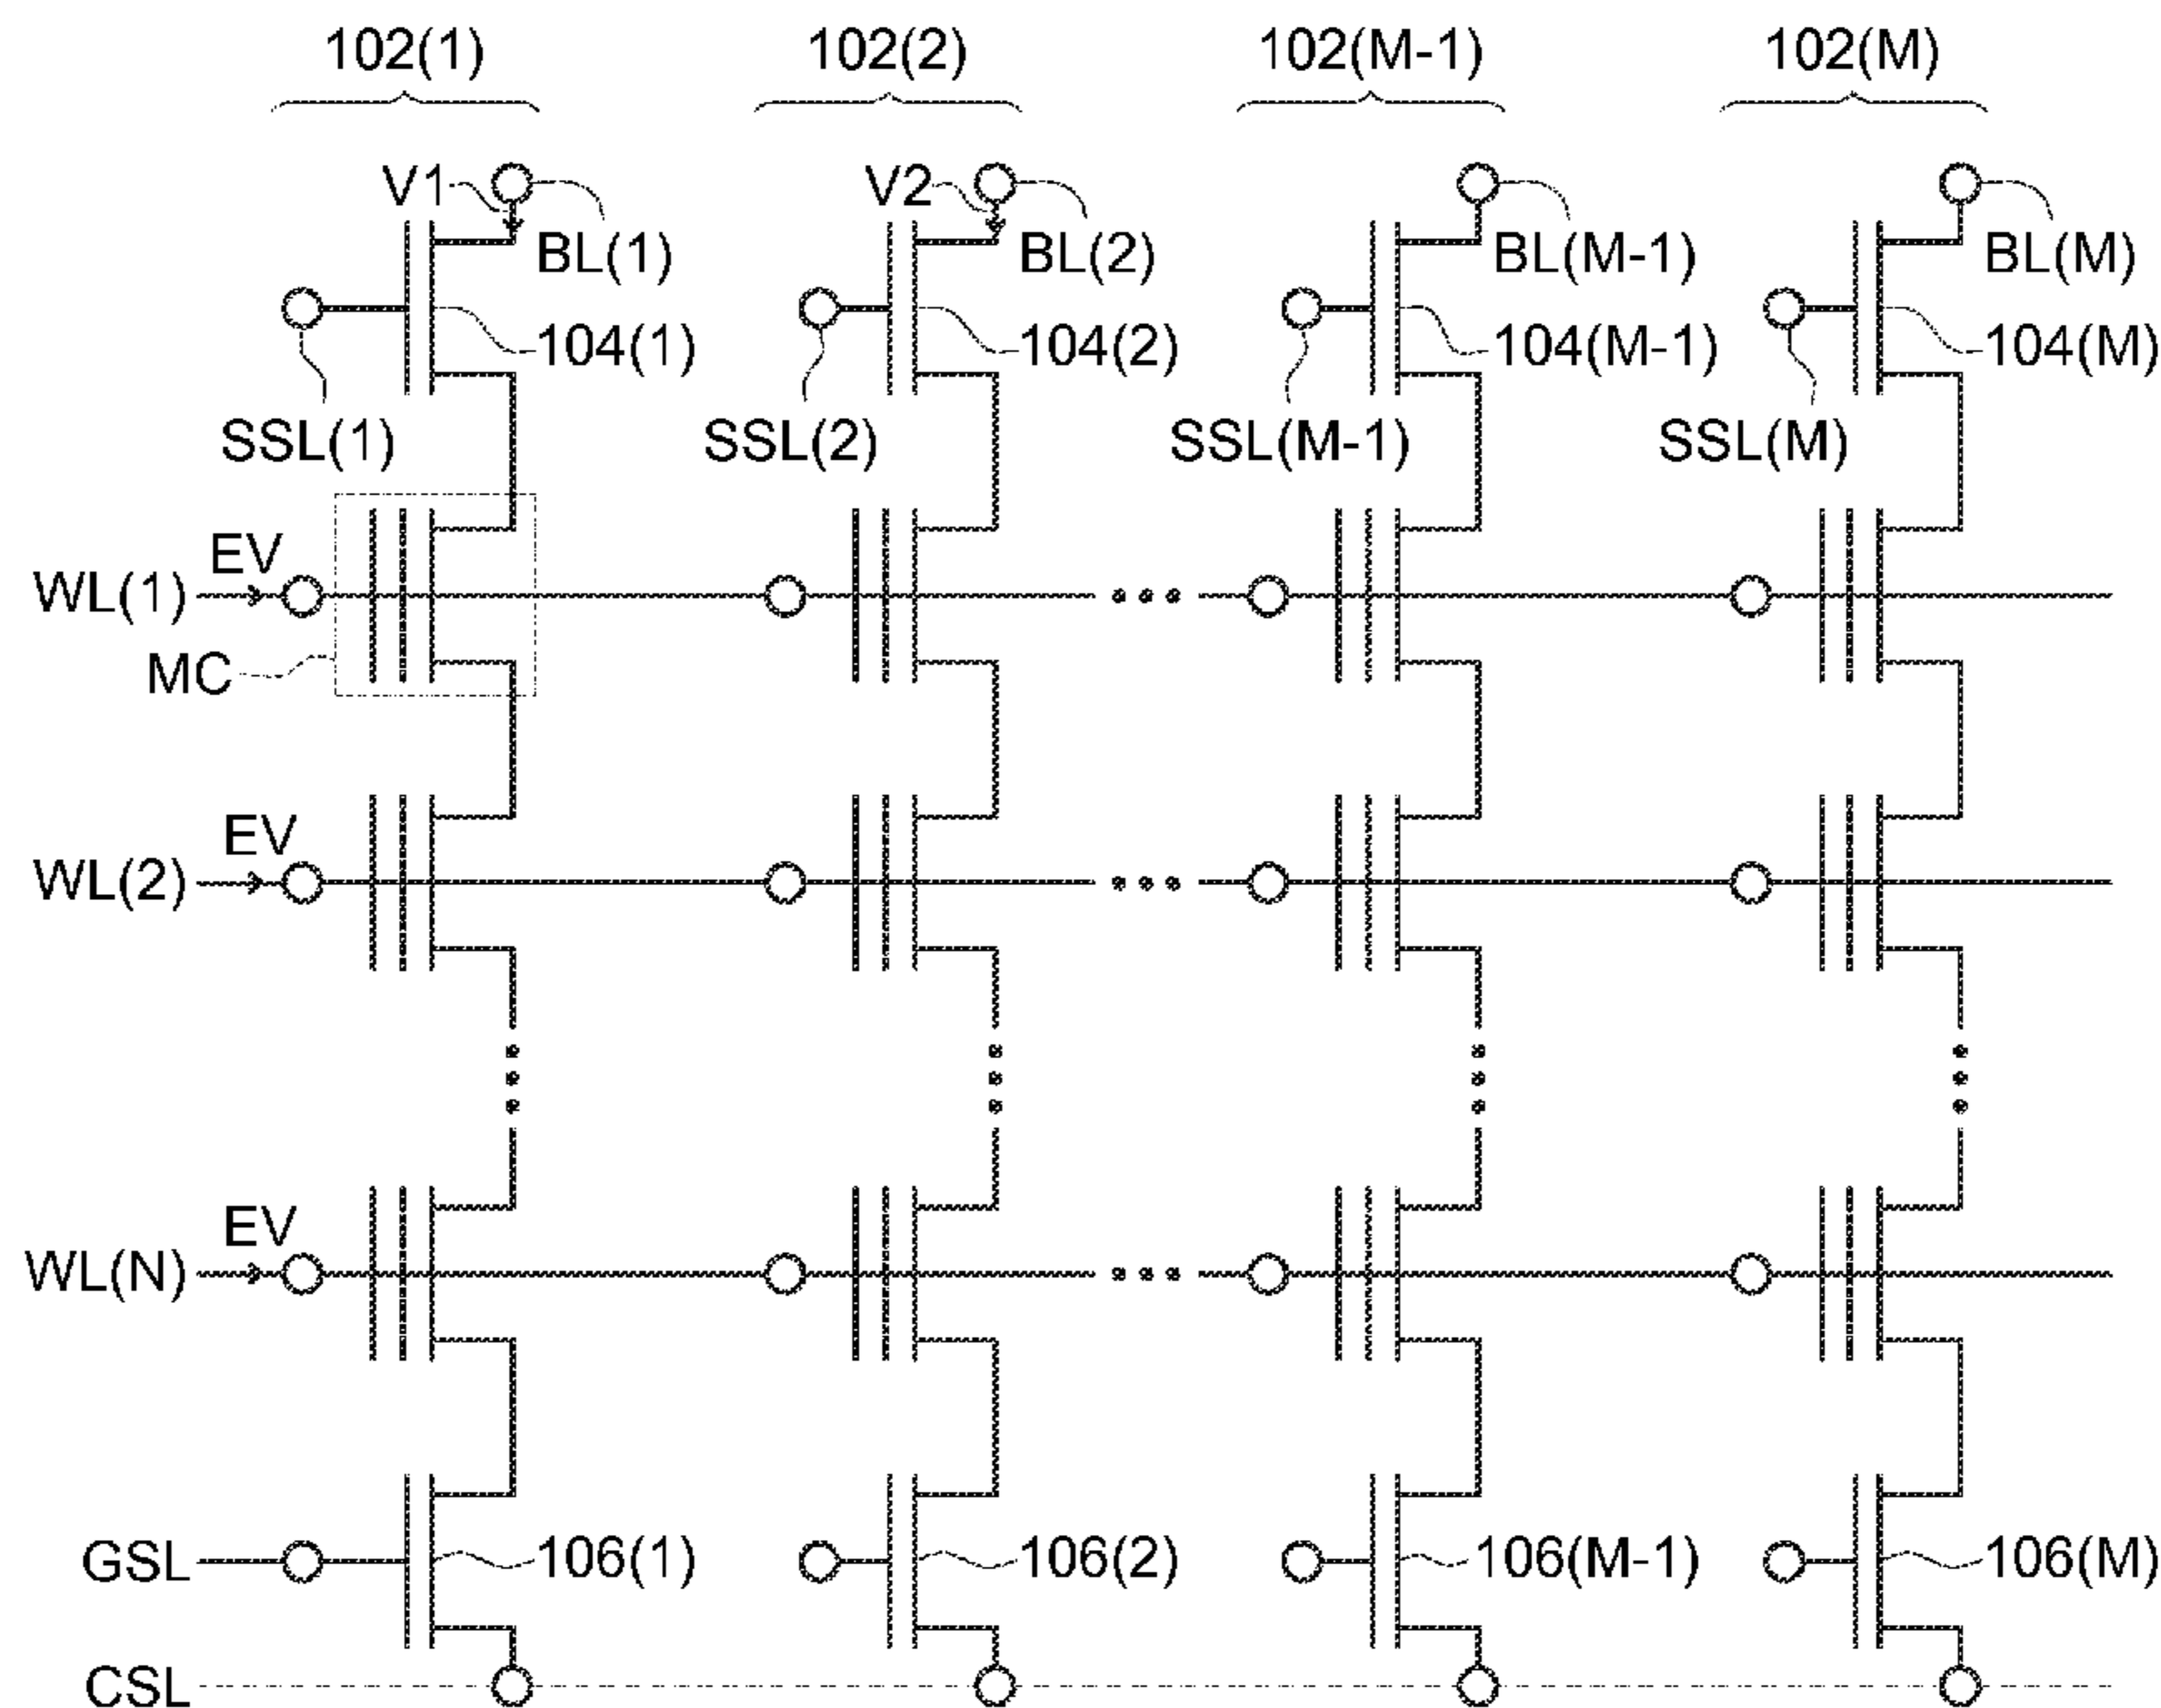 102(1) 102(2) 102(M-1) 102(M)
V1 V2
BL(1) BL(2) BL(M-1) BL(M)
104(1) 104(2) 104(M-1) 104(M)
SSL(1) SSL(2) SSL(M-1) SSL(M)
EV
WL(1)
MC
EV
WL(2)
EV
WL(N)
GSL 106(1) 106(2) 106(M-1) 106(M)
CSL